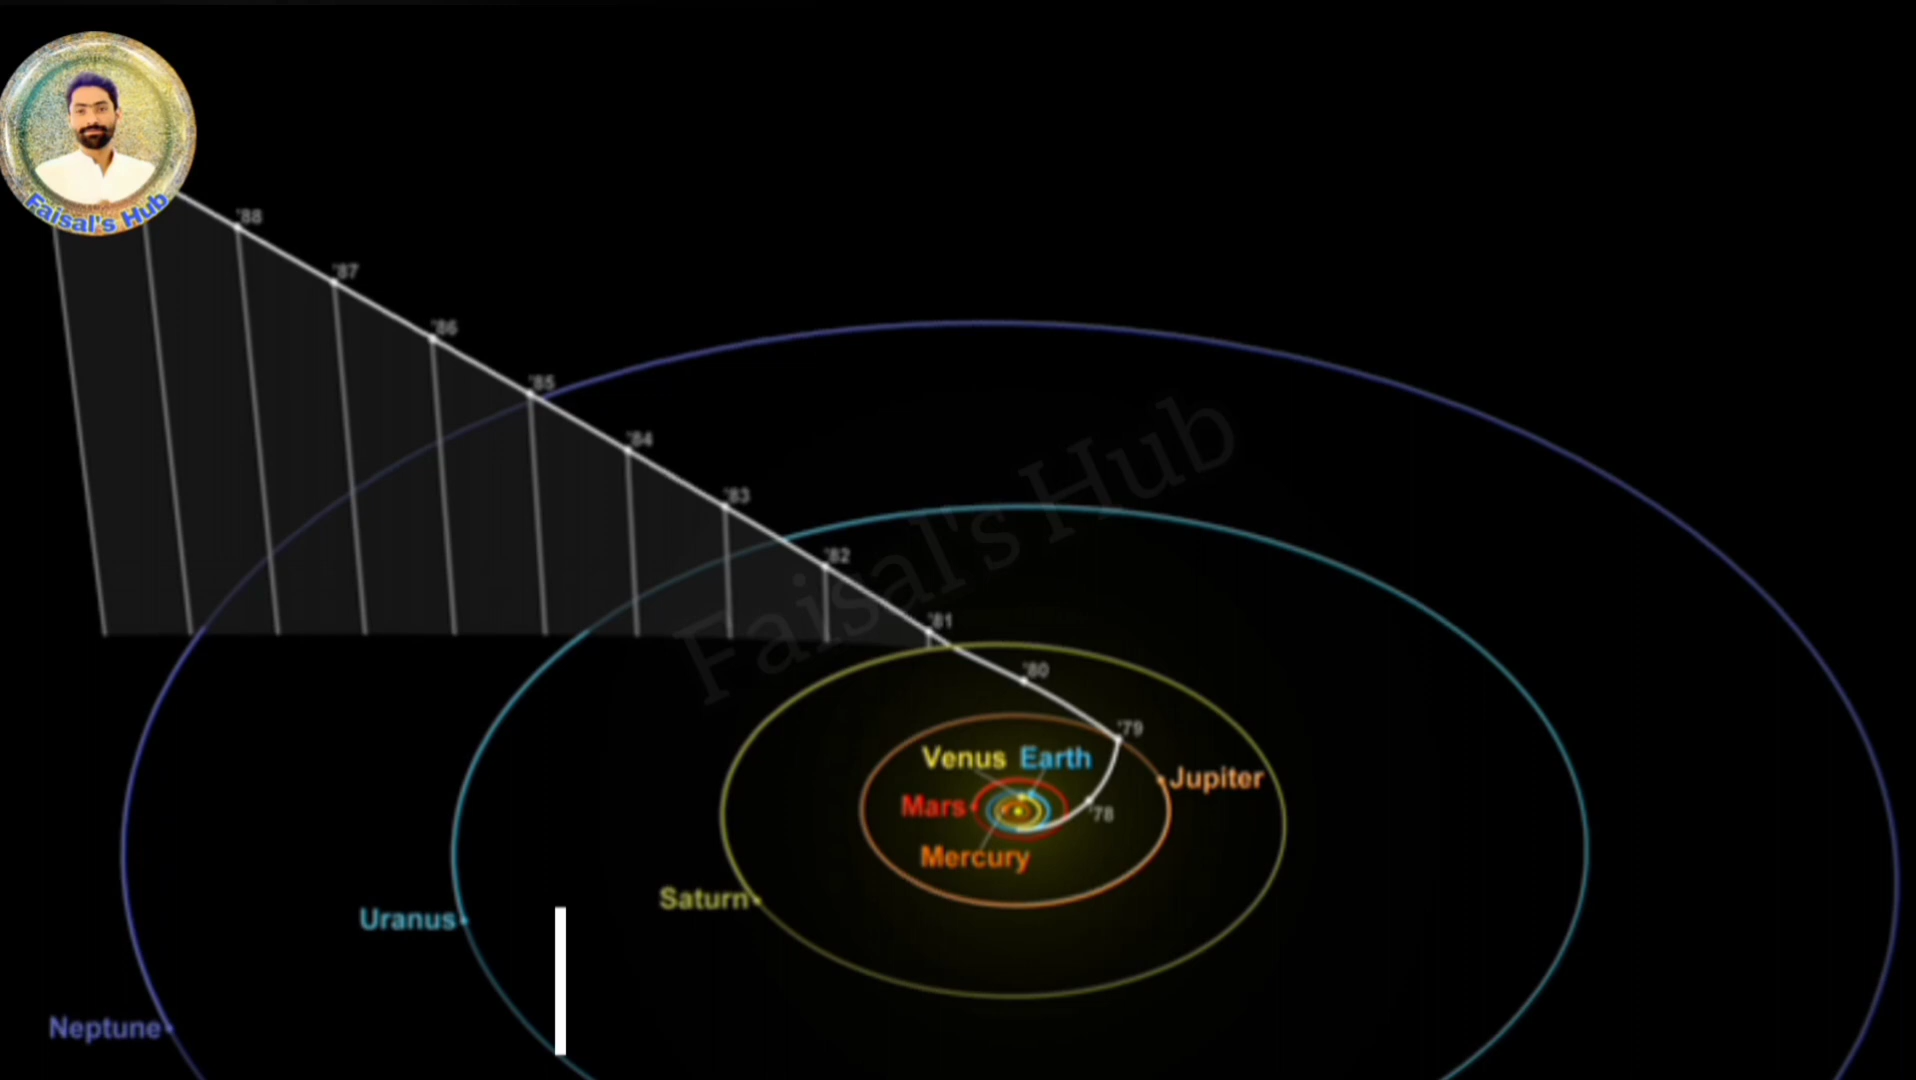 Faisal's Hub
'88
'87
'86
'85
'84
'83
'82
'81
'80
'79
'78
Faisal's Hub
Venus Earth
Jupiter
Mars
Mercury
Saturn
Uranus
Neptune